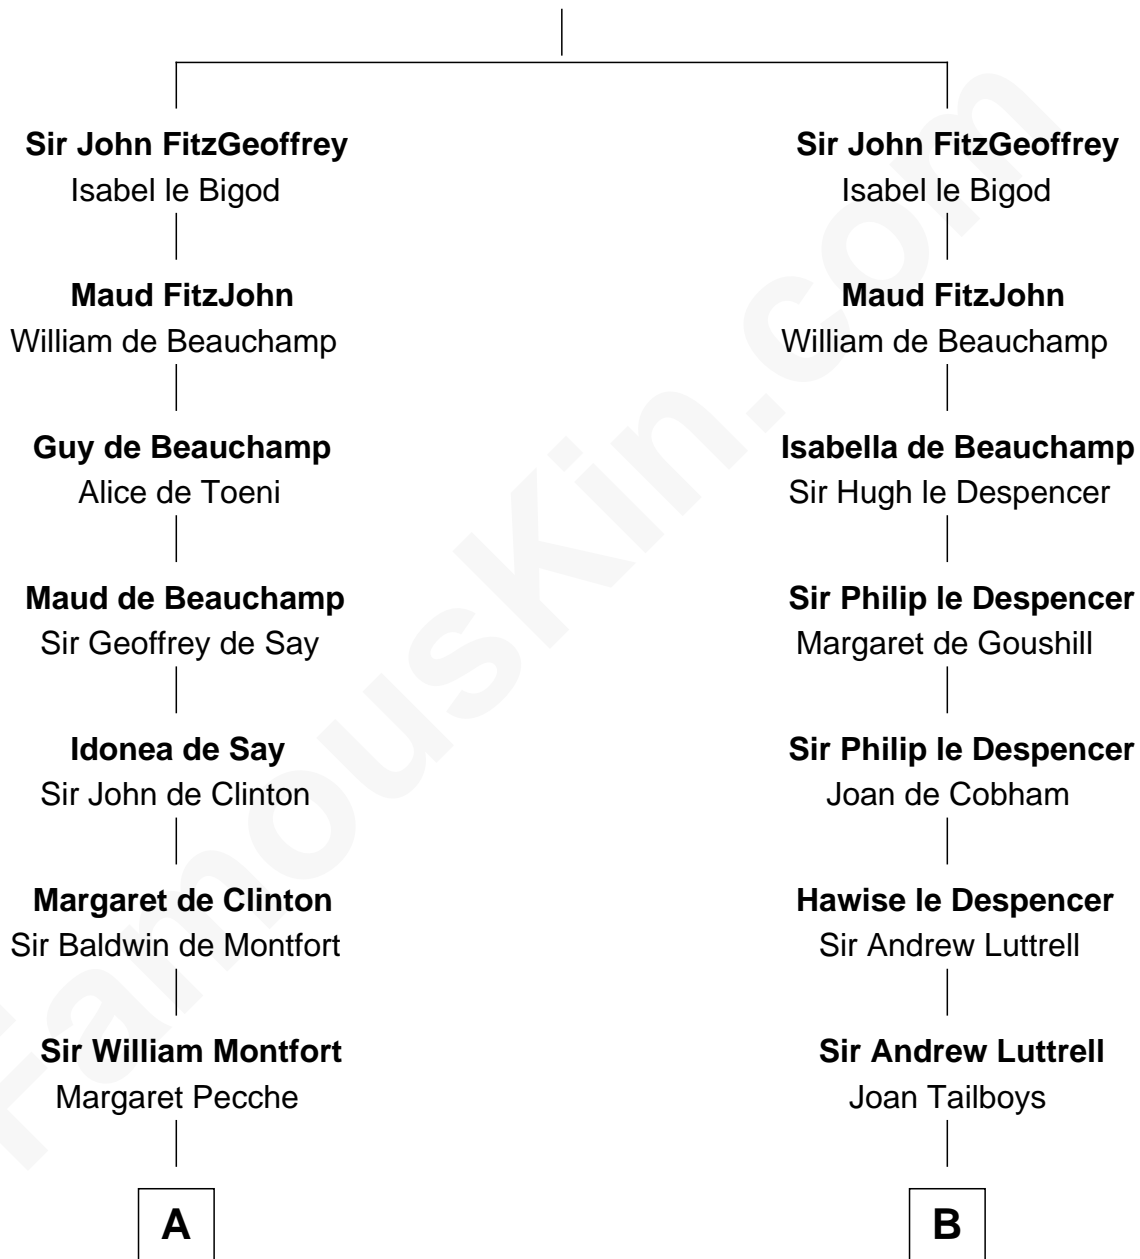 Sir John FitzGeoffrey
Isabel le Bigod
Maud FitzJohn
William de Beauchamp
Guy de Beauchamp
Alice de Toeni
Maud de Beauchamp
Sir Geoffrey de Say
Idonea de Say
Sir John de Clinton
Margaret de Clinton
Sir Baldwin de Montfort
Sir William Montfort
Margaret Pecche
A
Sir John FitzGeoffrey
Isabel le Bigod
Maud FitzJohn
William de Beauchamp
Isabella de Beauchamp
Sir Hugh le Despencer
Sir Philip le Despencer
Margaret de Goushill
Sir Philip le Despencer
Joan de Cobham
Hawise le Despencer
Sir Andrew Luttrell
Sir Andrew Luttrell
Joan Tailboys
B
FamousKin.com